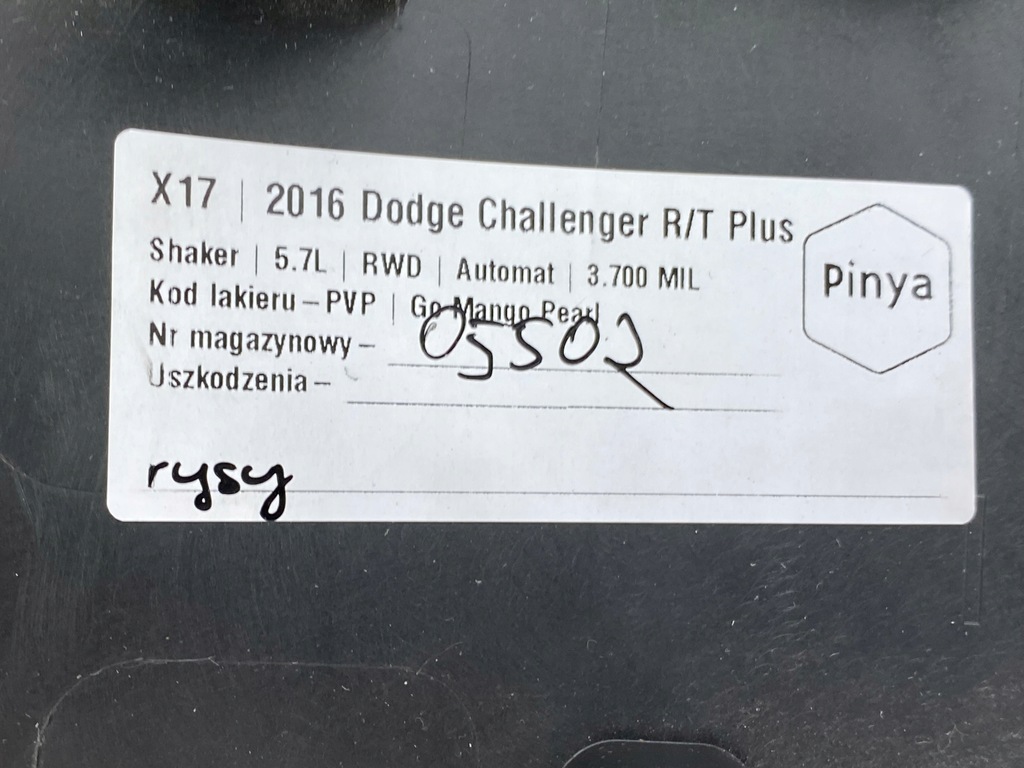 X17 | 2016 Dodge Challenger R/T Plus
Shaker | 5.7L | RWD | Automat | 3.700 MIL
Kod lakieru – PVP | Go Mango Pearl
Nr magazynowy –
Uszkodzenia –
rysy
Pinya